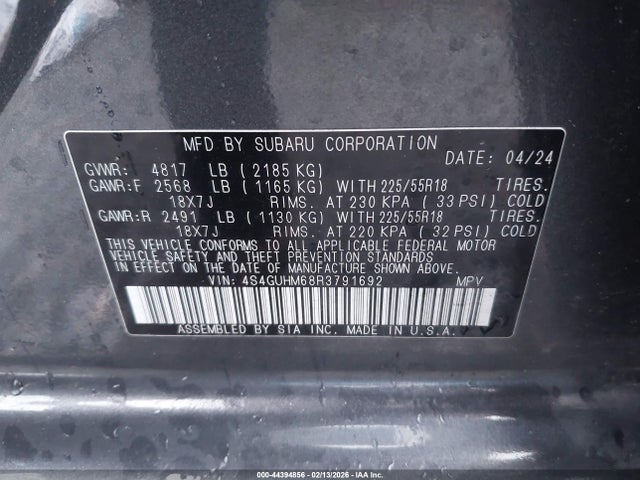 MFD BY SUBARU CORPORATION
DATE: 04/24
GVWR: 4817 LB (2185 KG)
GAWR:F 2568 LB (1165 KG) WITH 225/55R18 TIRES.
18X7J RIMS. AT 230 KPA (33 PSI) COLD
GAWR:R 2491 LB (1130 KG) WITH 225/55R18 TIRES.
18X7J RIMS. AT 220 KPA (32 PSI) COLD
THIS VEHICLE CONFORMS TO ALL APPLICABLE FEDERAL MOTOR
VEHICLE SAFETY AND THEFT PREVENTION STANDARDS
IN EFFECT ON THE DATE OF MANUFACTURE SHOWN ABOVE.
VIN: 4S4GUHM68R3791692 MPV
ASSEMBLED BY SIA INC. MADE IN U.S.A.
000-44394856 - 02/13/2026 - IAA Inc.